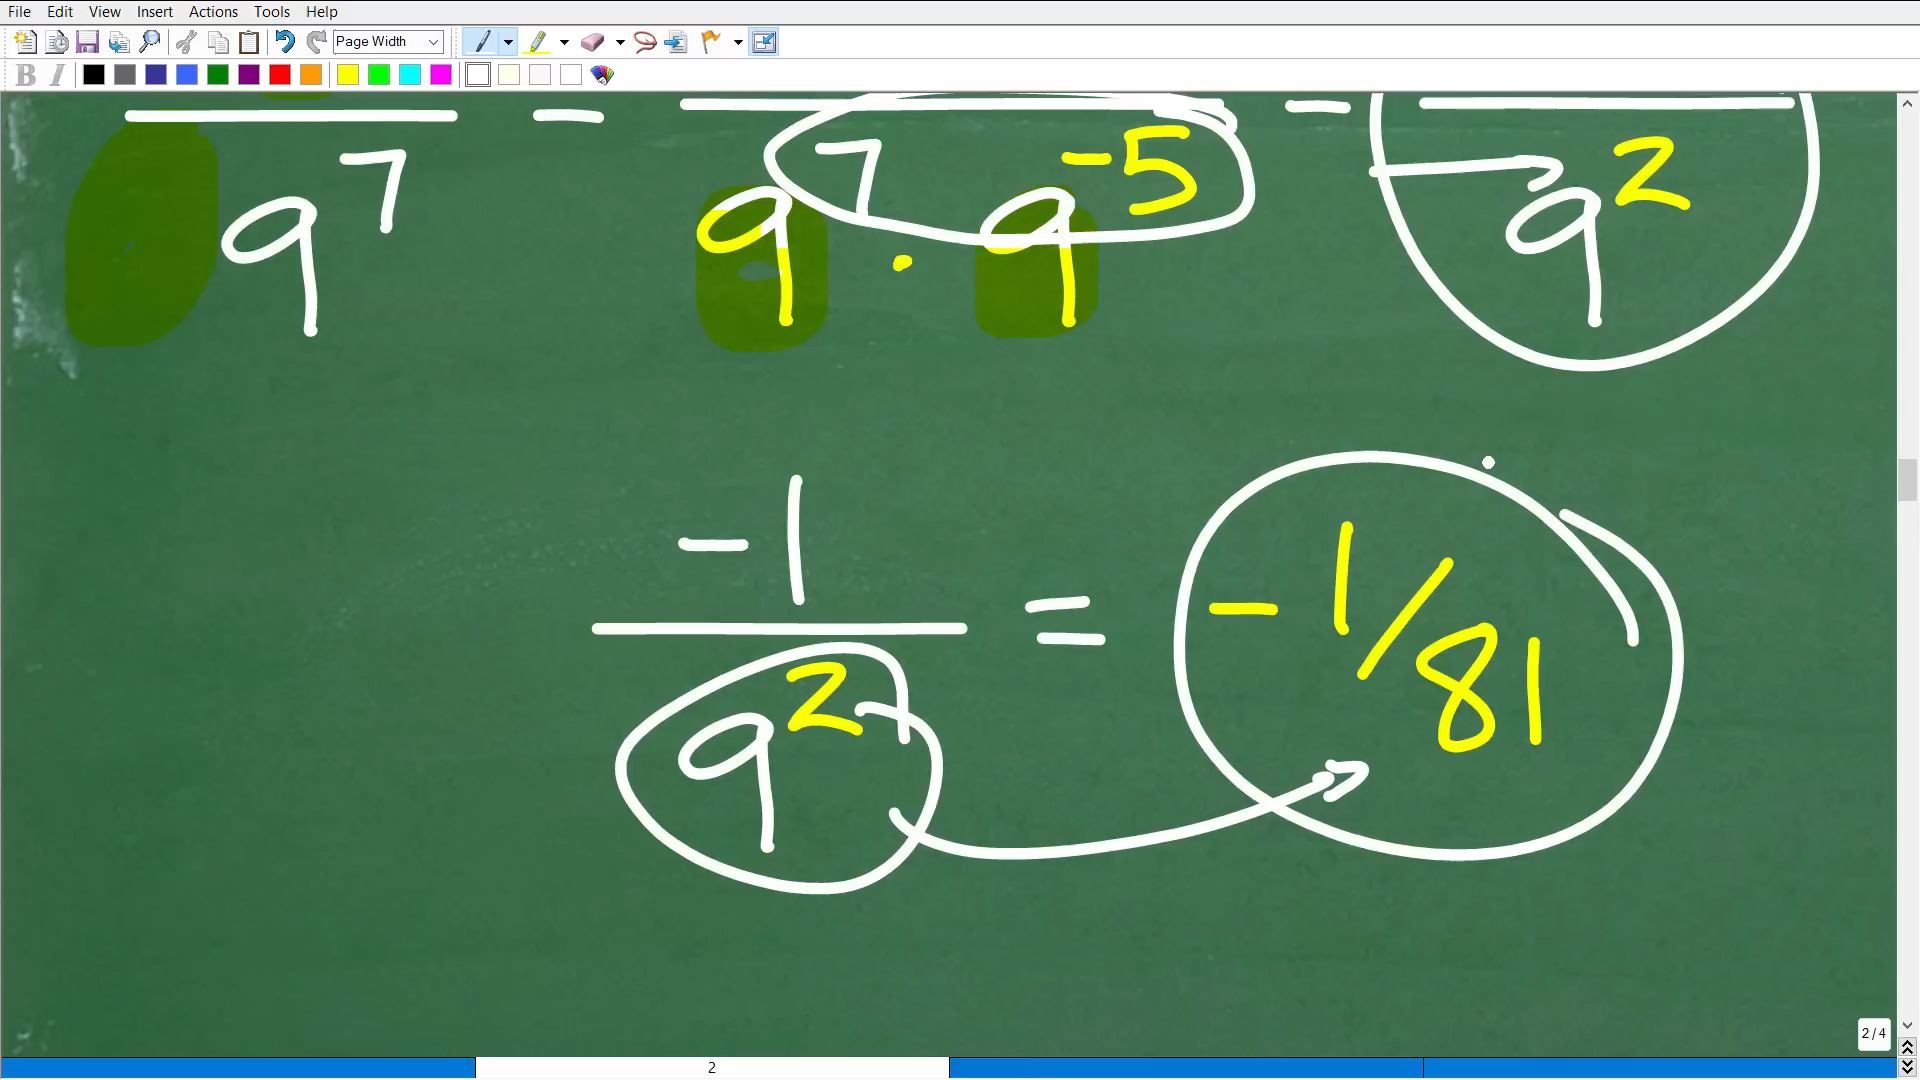 File Edit View Insert Actions Tools Help
Page Width
B I
9^7 - 9^7 · 9^-5 = 9^2
-1 / 9^2 = -1/81
2 / 4
2